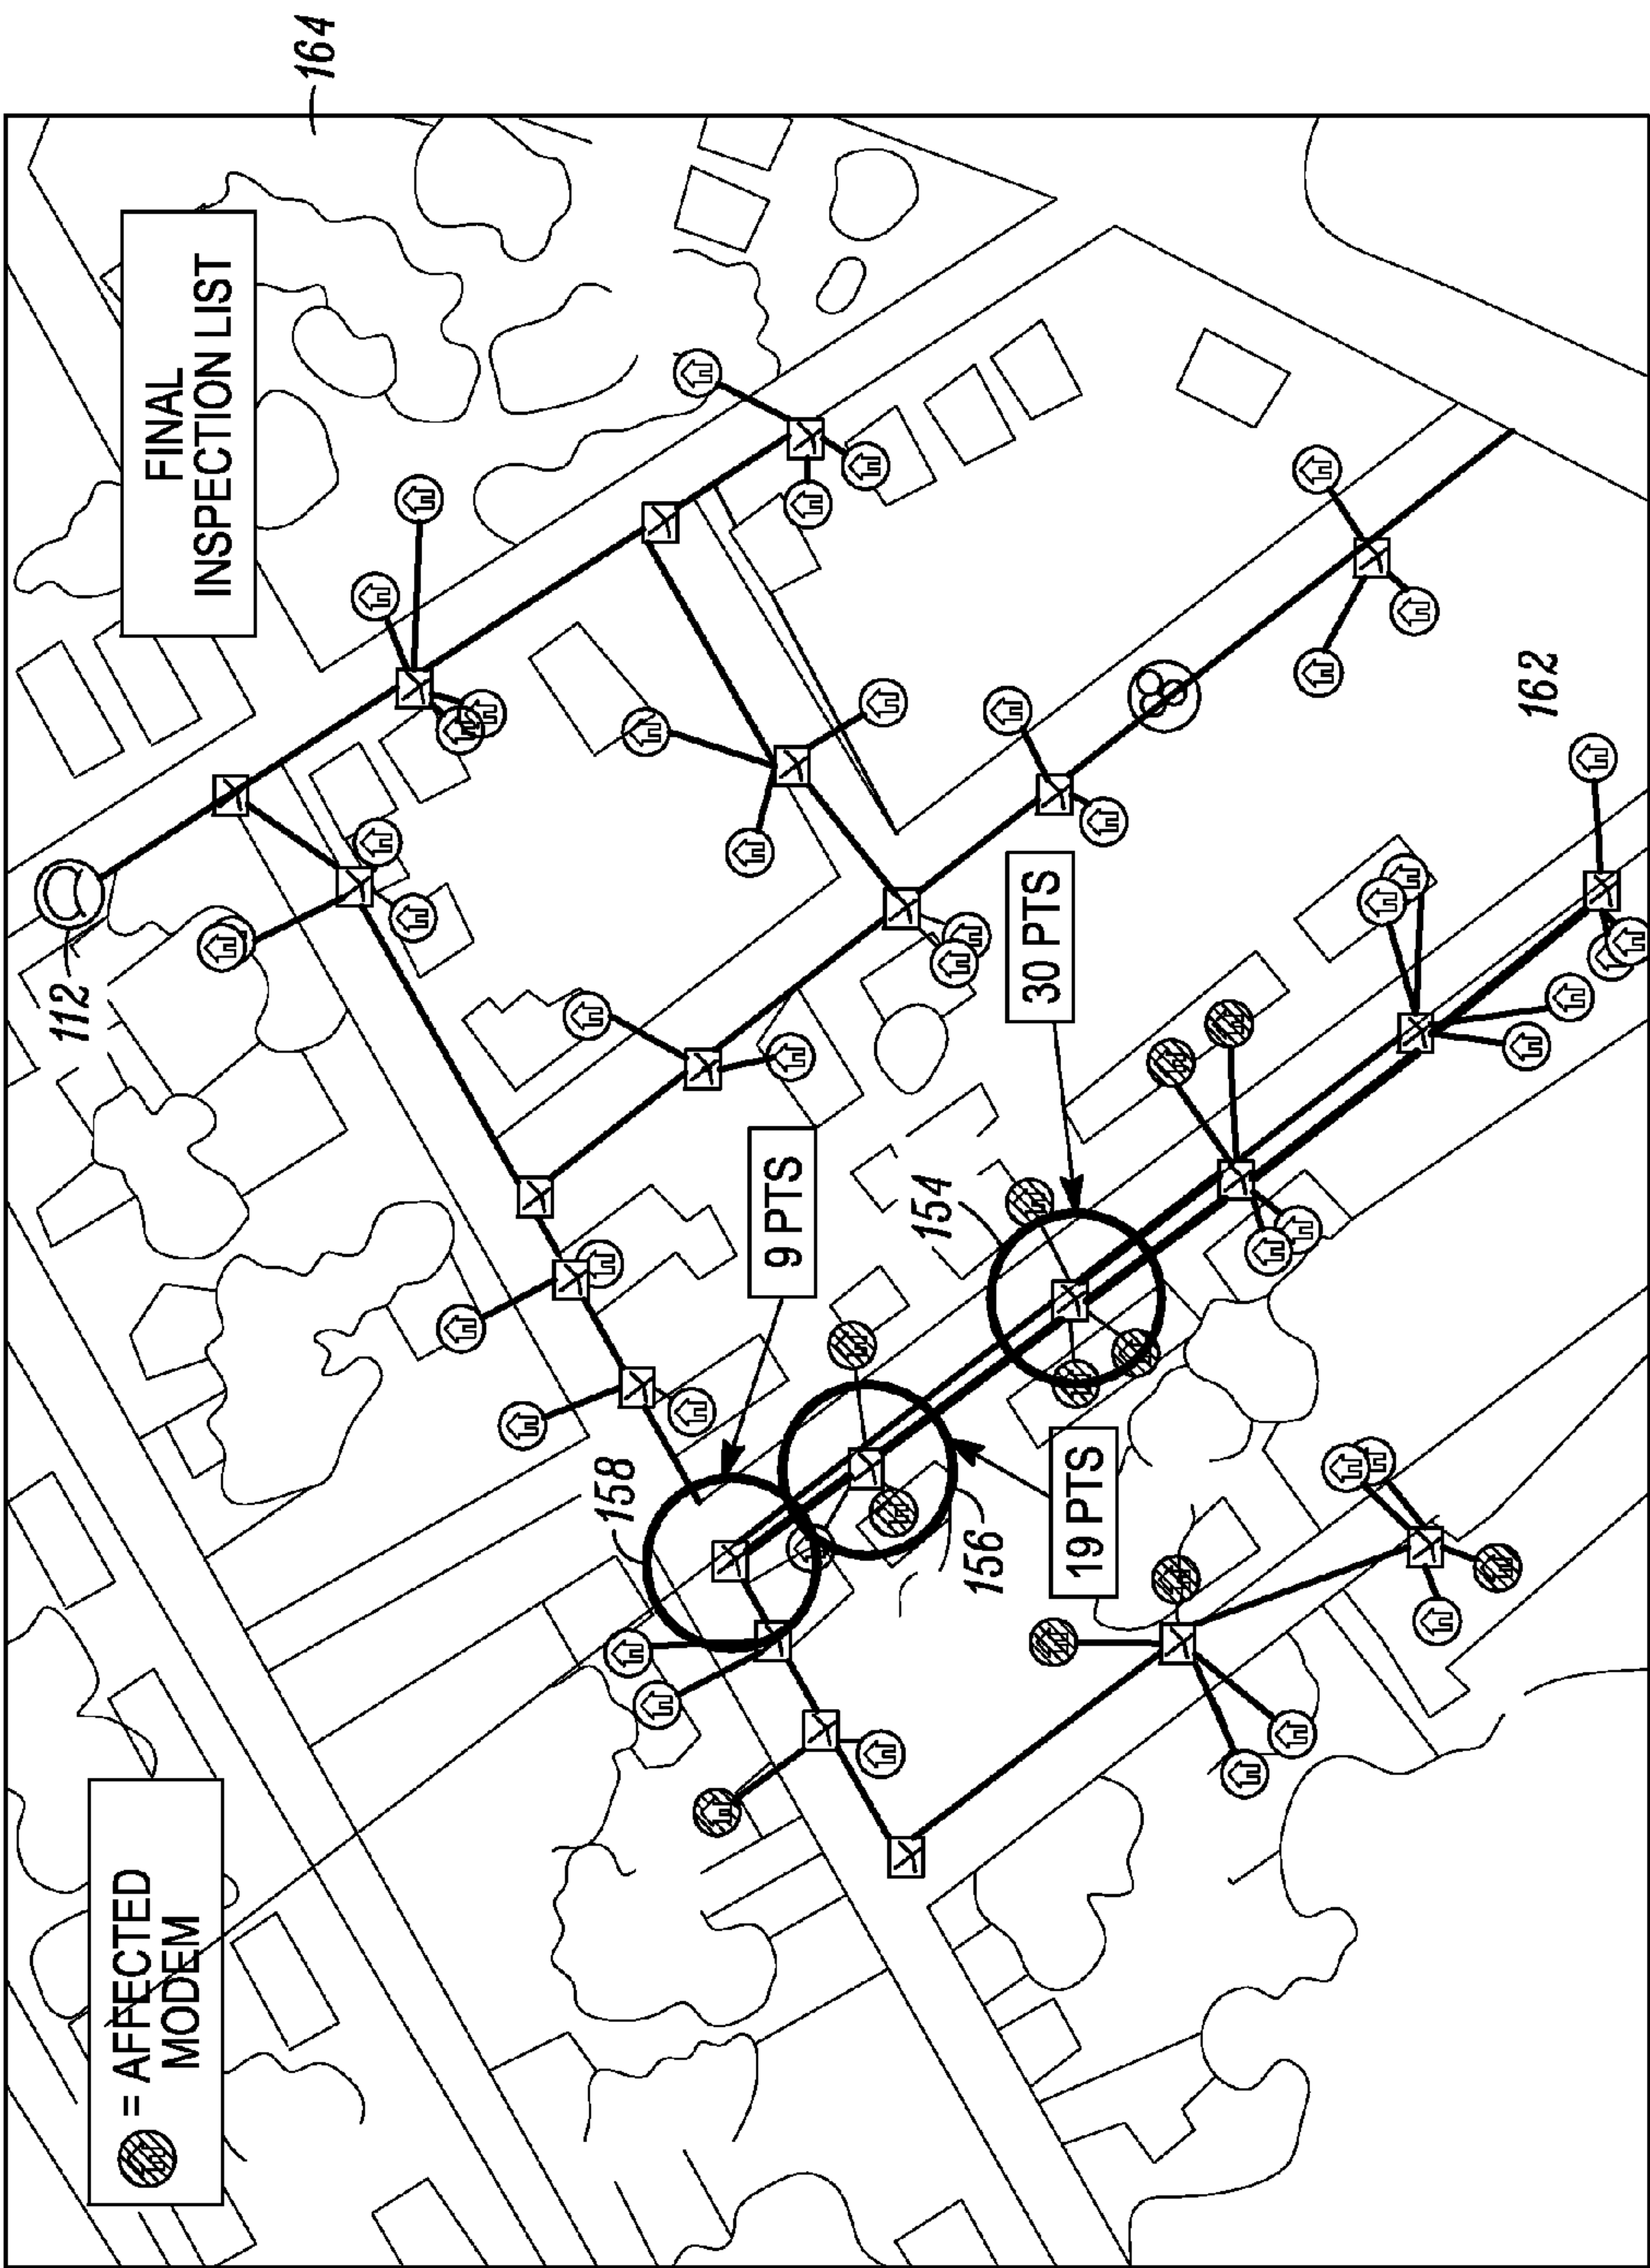 = AFFECTED
MODEM
FINAL
INSPECTION LIST
164
112
158
9 PTS
154
30 PTS
156
19 PTS
162